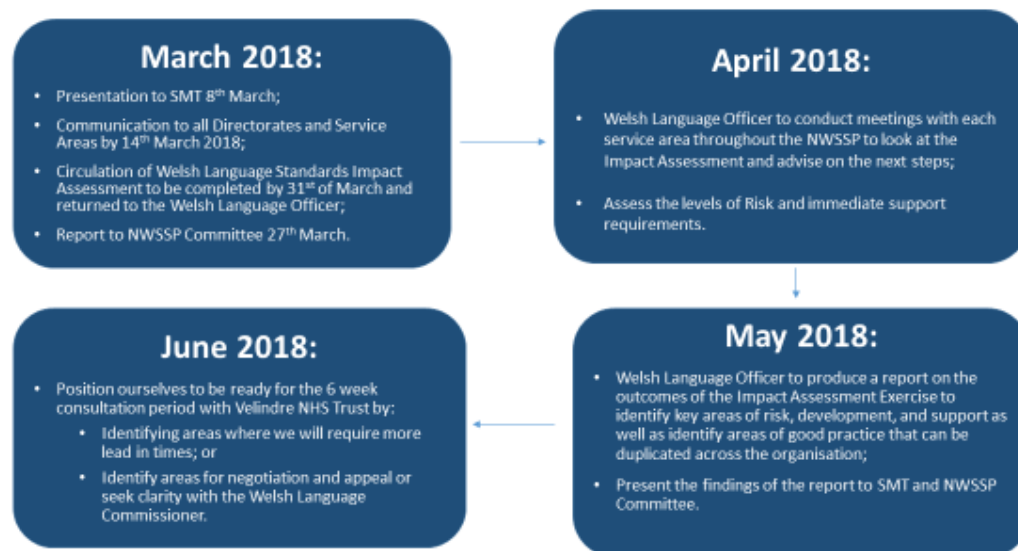 March 2018:
• Presentation to SMT 8th March;
• Communication to all Directorates and Service
Areas by 14th March 2018;
• Circulation of Welsh Language Standards Impact
Assessment to be completed by 31st of March and
returned to the Welsh Language Officer;
• Report to NWSSP Committee 27th March.
April 2018:
• Welsh Language Officer to conduct meetings with each
service area throughout the NWSSP to look at the
Impact Assessment and advise on the next steps;
• Assess the levels of Risk and immediate support
requirements.
May 2018:
• Welsh Language Officer to produce a report on the
outcomes of the Impact Assessment Exercise to
identify key areas of risk, development, and support as
well as identify areas of good practice that can be
duplicated across the organisation;
• Present the findings of the report to SMT and NWSSP
Committee.
June 2018:
• Position ourselves to be ready for the 6 week
consultation period with Velindre NHS Trust by:
• Identifying areas where we will require more
lead in times; or
• Identify areas for negotiation and appeal or
seek clarity with the Welsh Language
Commissioner.